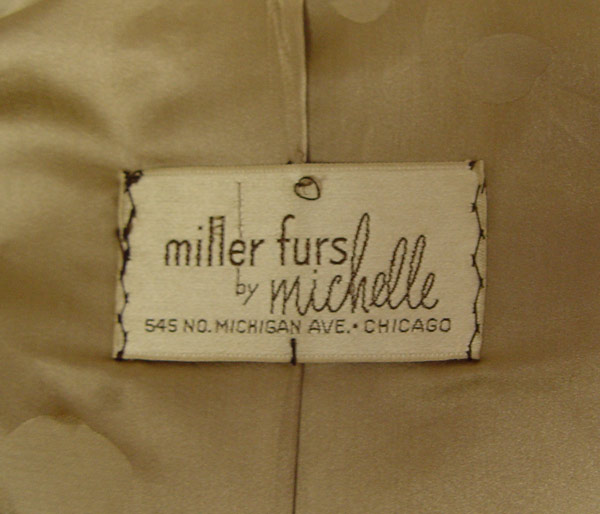 miller furs
by michelle
545 NO. MICHIGAN AVE. • CHICAGO